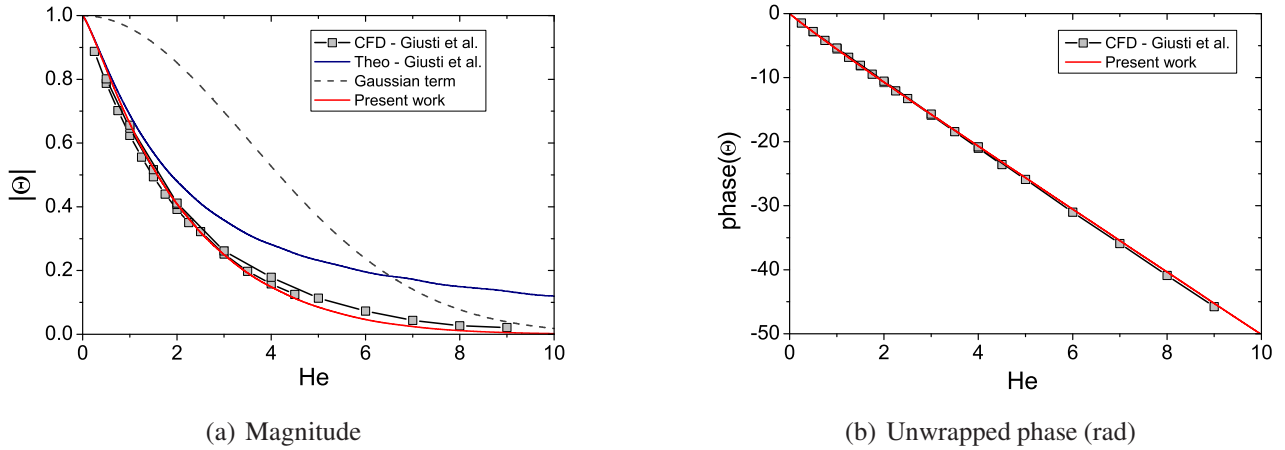 1.0
0.8
0.6
0.4
0.2
0.0
|Θ|
0 2 4 6 8 10
He
CFD - Giusti et al.
Theo - Giusti et al.
Gaussian term
Present work
(a) Magnitude
0
-10
-20
-30
-40
-50
phase(Θ)
0 2 4 6 8 10
He
CFD - Giusti et al.
Present work
(b) Unwrapped phase (rad)